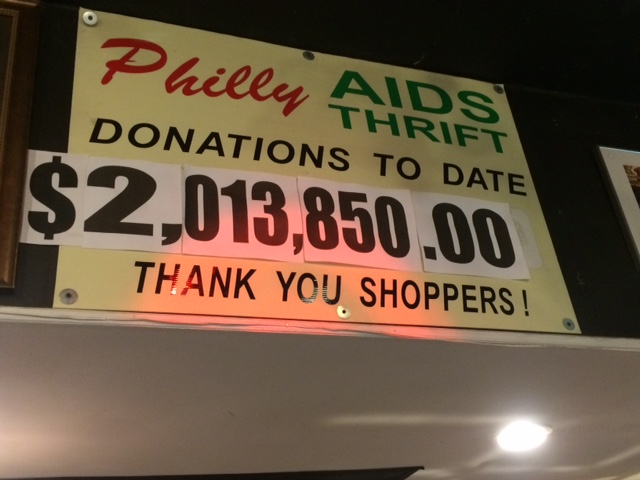 Philly AIDS THRIFT
DONATIONS TO DATE
$2,013,850.00
THANK YOU SHOPPERS!